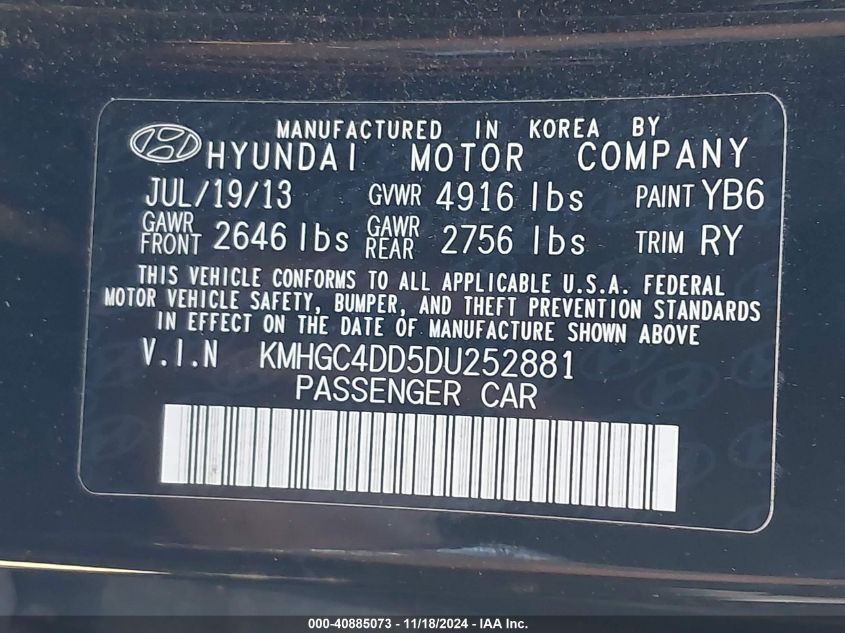 MANUFACTURED IN KOREA BY
HYUNDAI MOTOR COMPANY
JUL/19/13 GVWR 4916 lbs PAINT YB6
GAWR FRONT 2646 lbs GAWR REAR 2756 lbs TRIM RY
THIS VEHICLE CONFORMS TO ALL APPLICABLE U.S.A. FEDERAL
MOTOR VEHICLE SAFETY, BUMPER, AND THEFT PREVENTION STANDARDS
IN EFFECT ON THE DATE OF MANUFACTURE SHOWN ABOVE
V.I.N KMHGC4DD5DU252881
PASSENGER CAR
000-40885073 - 11/18/2024 - IAA Inc.